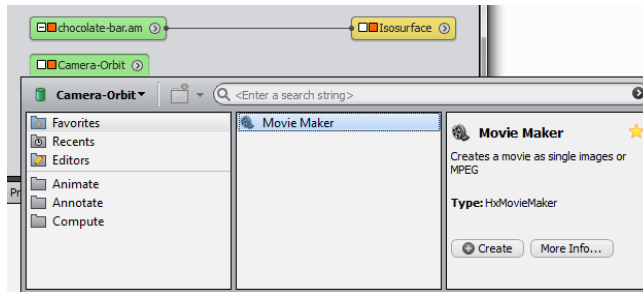 chocolate-bar.am
Isosurface
Camera-Orbit
Camera-Orbit
<Enter a search string>
Favorites
Recents
Editors
Animate
Annotate
Compute
Movie Maker
Movie Maker
Creates a movie as single images or
MPEG
Type: HxMovieMaker
Create
More Info...
Pr